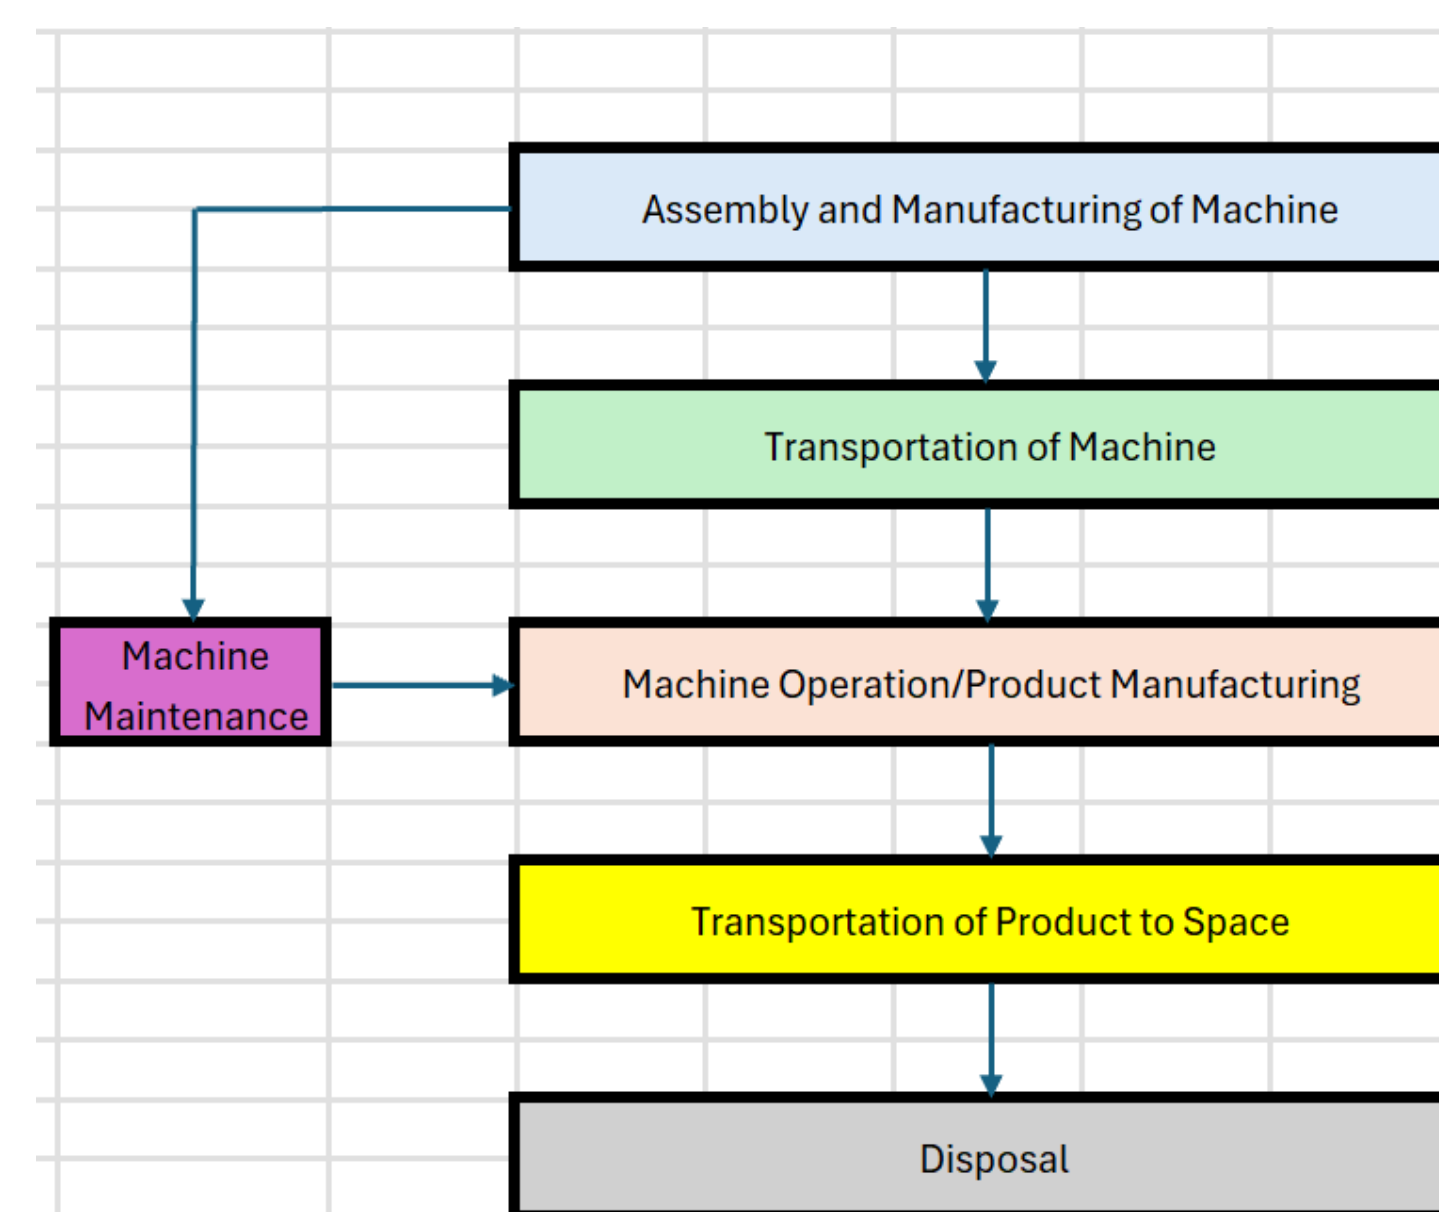 Assembly and Manufacturing of Machine
Transportation of Machine
Machine
Maintenance
Machine Operation/Product Manufacturing
Transportation of Product to Space
Disposal